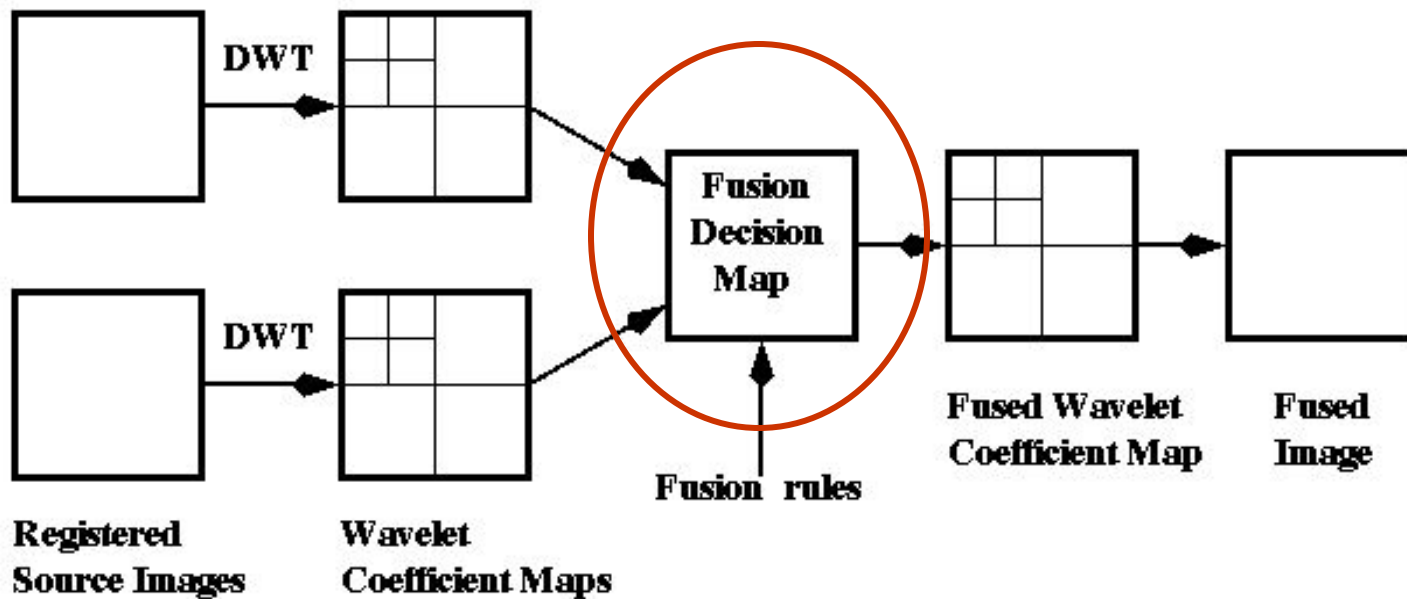 DWT
Fusion
Decision
Map
DWT
Fused Wavelet
Coefficient Map
Fused
Image
Fusion rules
Registered
Source Images
Wavelet
Coefficient Maps